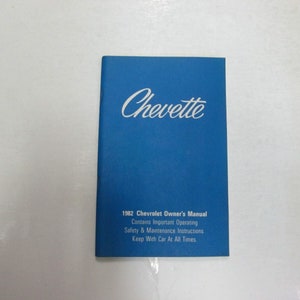 Chevette
1982 Chevrolet Owner's Manual
Contains Important Operating
Safety & Maintenance Instructions
Keep With Car At All Times.